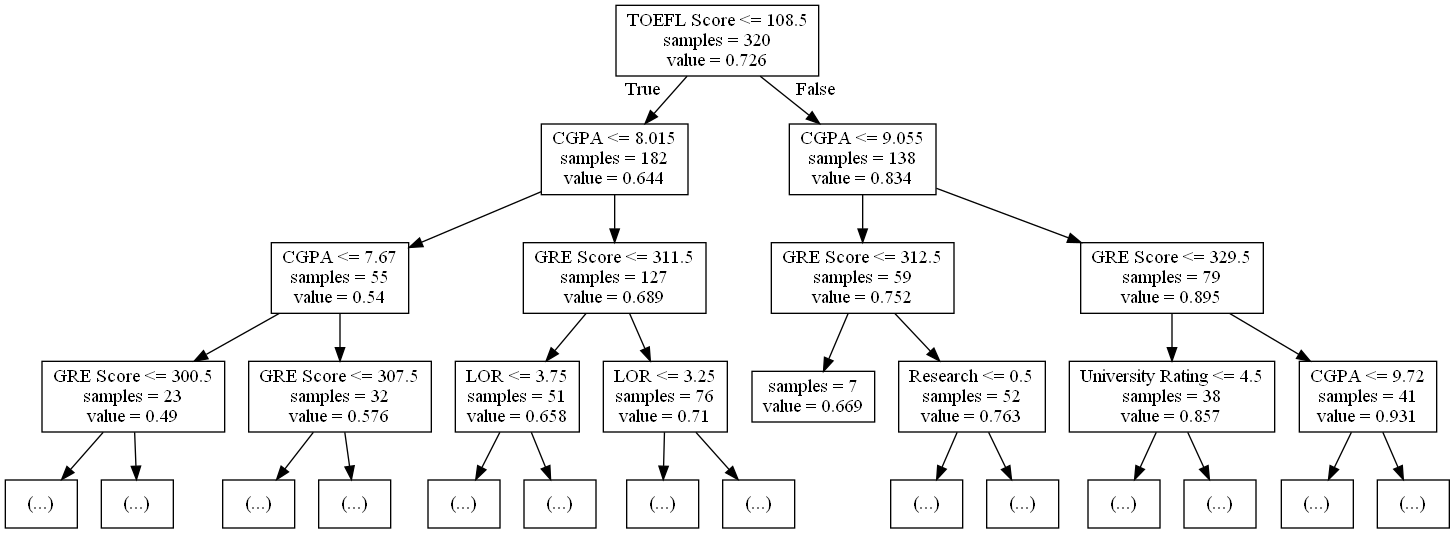 TOEFL Score <= 108.5
samples = 320
value = 0.726
True
False
CGPA <= 8.015
samples = 182
value = 0.644
CGPA <= 9.055
samples = 138
value = 0.834
CGPA <= 7.67
samples = 55
value = 0.54
GRE Score <= 311.5
samples = 127
value = 0.689
GRE Score <= 312.5
samples = 59
value = 0.752
GRE Score <= 329.5
samples = 79
value = 0.895
GRE Score <= 300.5
samples = 23
value = 0.49
GRE Score <= 307.5
samples = 32
value = 0.576
LOR <= 3.75
samples = 51
value = 0.658
LOR <= 3.25
samples = 76
value = 0.71
samples = 7
value = 0.669
Research <= 0.5
samples = 52
value = 0.763
University Rating <= 4.5
samples = 38
value = 0.857
CGPA <= 9.72
samples = 41
value = 0.931
(...)
(...)
(...)
(...)
(...)
(...)
(...)
(...)
(...)
(...)
(...)
(...)
(...)
(...)